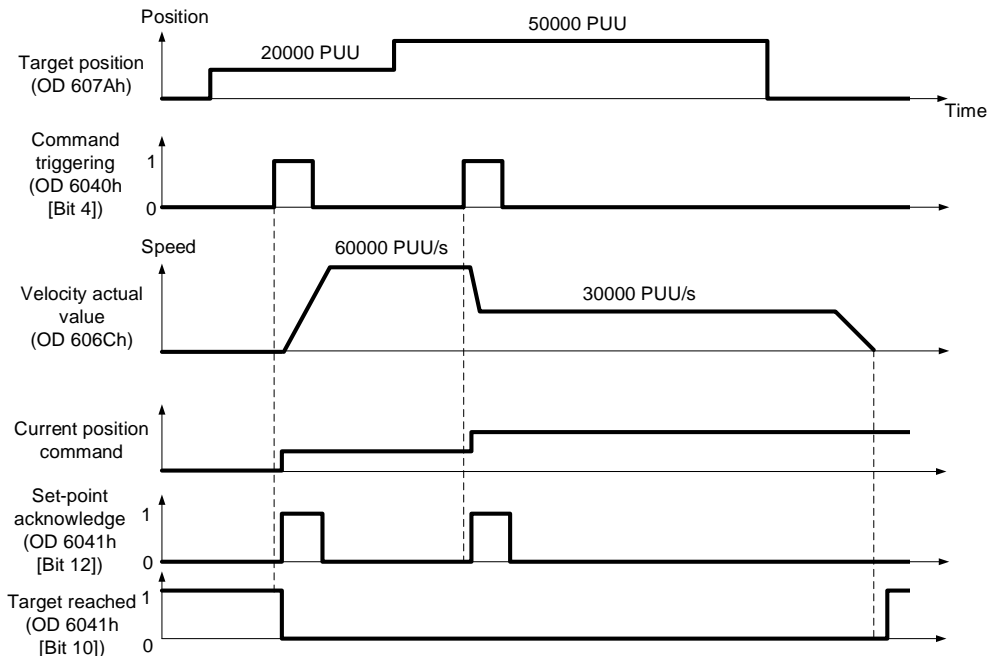 Position
50000 PUU
20000 PUU
Target position
(OD 607Ah)
Time
Command
triggering
(OD 6040h
[Bit 4])
1
0
Speed
60000 PUU/s
30000 PUU/s
Velocity actual
value
(OD 606Ch)
Current position
command
Set-point
acknowledge
(OD 6041h
[Bit 12])
1
0
Target reached
(OD 6041h
[Bit 10])
1
0